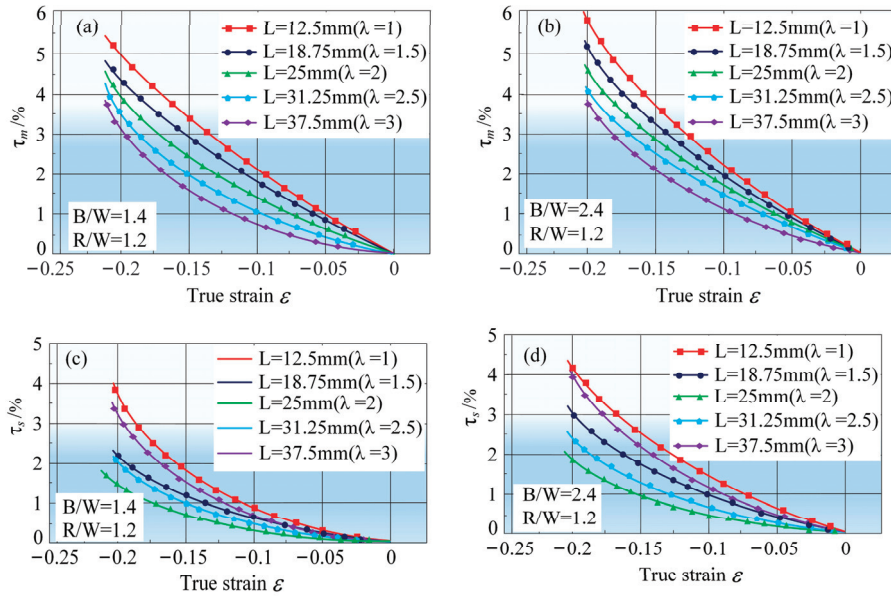 (a)
L=12.5mm(λ=1)
L=18.75mm(λ=1.5)
L=25mm(λ=2)
L=31.25mm(λ=2.5)
L=37.5mm(λ=3)
B/W=1.4
R/W=1.2
τm/%
6
5
4
3
2
1
0
−0.25
−0.2
−0.15
−0.1
−0.05
0
True strain ε
(b)
L−12.5mm(λ−1)
L=18.75mm(λ=1.5)
L=25mm(λ=2)
L=31.25mm(λ=2.5)
L=37.5mm(λ=3)
B/W=2.4
R/W=1.2
τm/%
6
5
4
3
2
1
0
−0.25
−0.2
−0.15
−0.1
−0.05
0
True strain ε
(c)
L=12.5mm(λ=1)
L=18.75mm(λ=1.5)
L=25mm(λ=2)
L=31.25mm(λ=2.5)
L=37.5mm(λ=3)
B/W=1.4
R/W=1.2
τs/%
5
4
3
2
1
0
−0.25
−0.2
−0.15
−0.1
−0.05
0
True strain ε
(d)
L=12.5mm(λ=1)
L=18.75mm(λ=1.5)
L=25mm(λ=2)
L=31.25mm(λ=2.5)
L=37.5mm(λ=3)
B/W=2.4
R/W=1.2
τs/%
5
4
3
2
1
0
−0.25
−0.2
−0.15
−0.1
−0.05
0
Truc strain ε